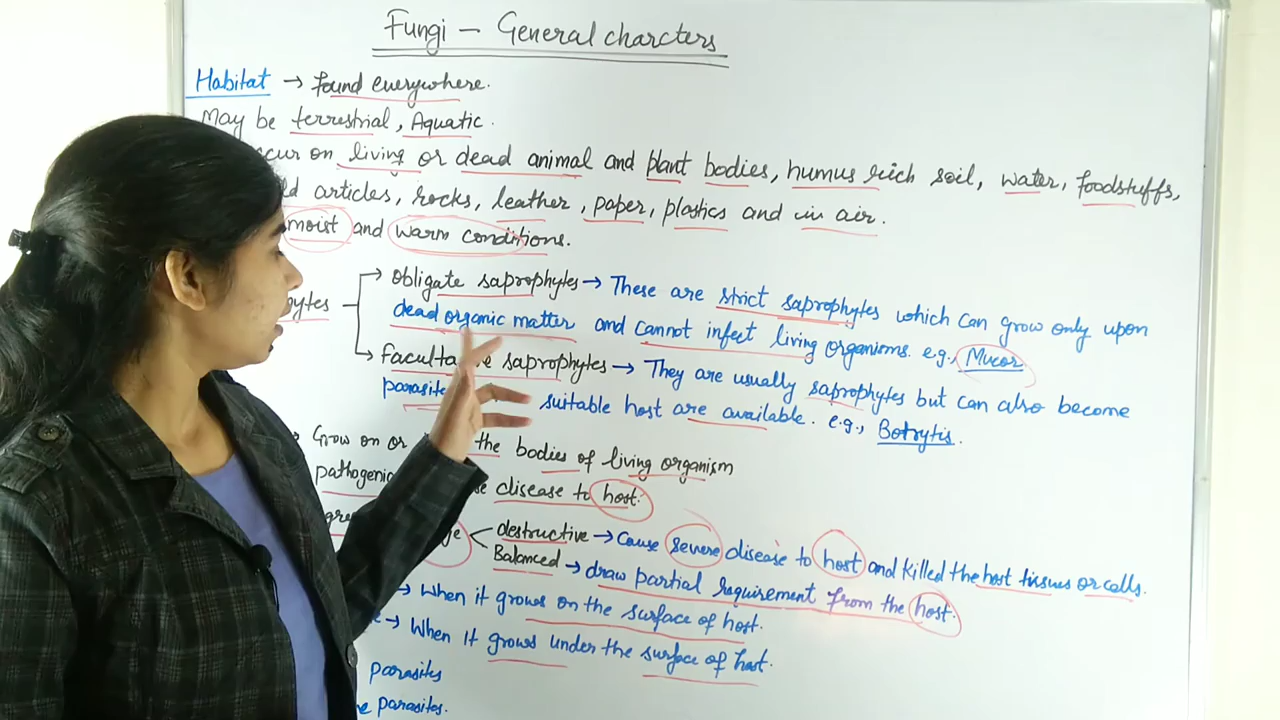 Fungi — General charcters
Habitat → found everywhere.
May be terrestrial, Aquatic.
on living or dead animal and plant bodies, humus rich soil, water, foodstuffs,
articles, rocks, leather, paper, plastics and in air.
moist and warm conditions.
obligate saprophytes → These are strict saprophytes which can grow only upon
dead organic matter and cannot infect living organisms. e.g., Mucor
saprophytes → They are usually saprophytes but can also become
suitable host are available. e.g., Botrytis.
Grow on or the bodies of living organism
disease to host.
destructive → Cause severe disease to host and killed the host tissues or cells.
Balanced → draw partial requirement from the host.
→ When it grows on the surface of host.
→ When it grows under the surface of host.
parasites
parasites.